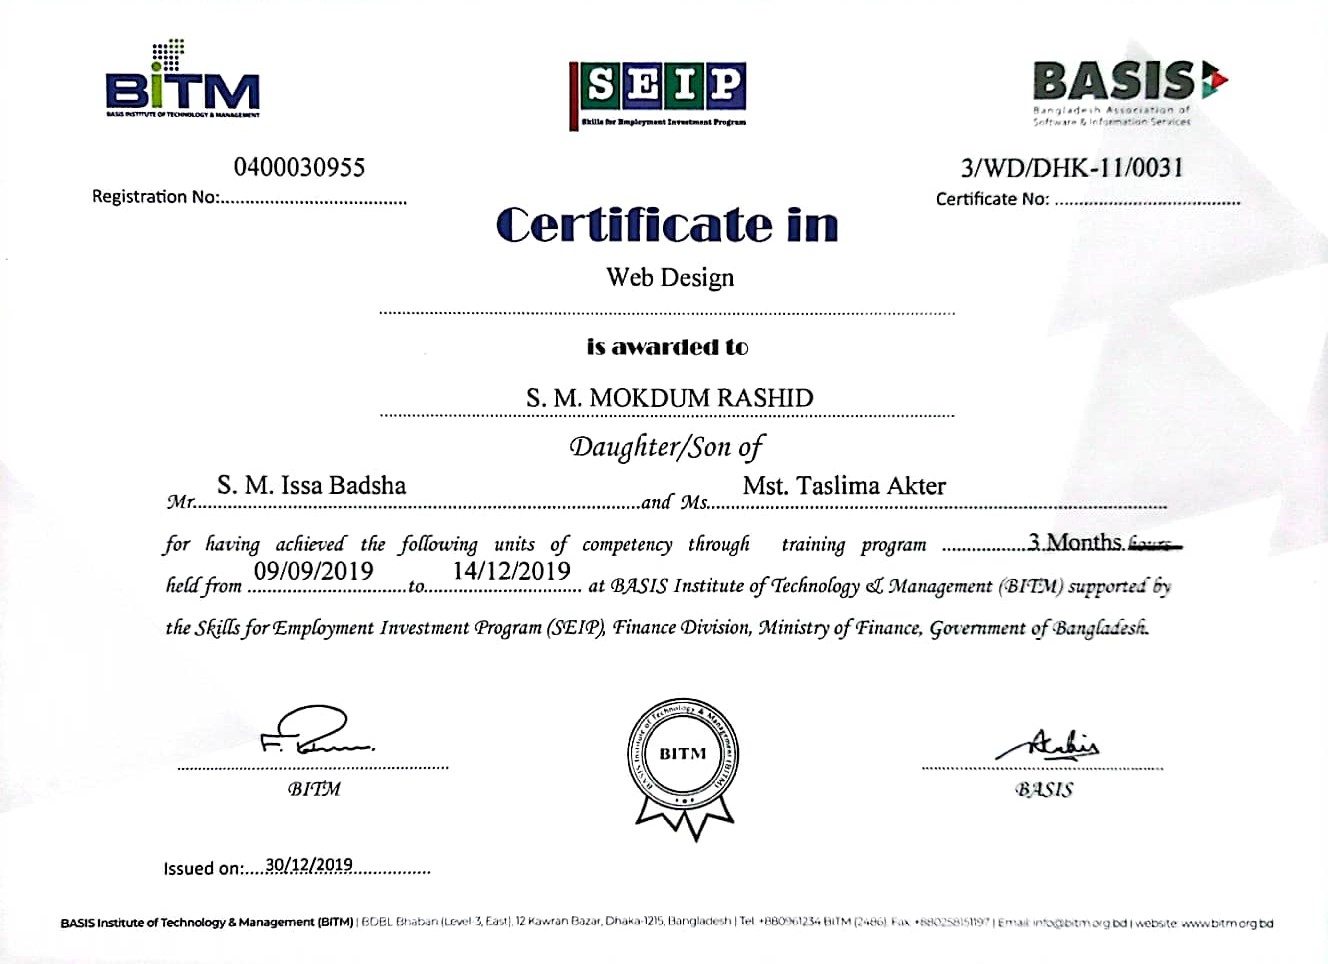 BiTM
BASIS INSTITUTE OF TECHNOLOGY & MANAGEMENT
SEIP
Skills for Employment Investment Program
BASIS
Bangladesh Association of
Software & Information Services
0400030955
Registration No:
3/WD/DHK-11/0031
Certificate No:
Certificate in
Web Design
is awarded to
S. M. MOKDUM RASHID
Daughter/Son of
Mr. S. M. Issa Badsha and Ms. Mst. Taslima Akter
for having achieved the following units of competency through training program 3 Months hours
held from 09/09/2019 to 14/12/2019 at BASIS Institute of Technology & Management (BITM) supported by
the Skills for Employment Investment Program (SEIP), Finance Division, Ministry of Finance, Government of Bangladesh.
BASIS Institute of Technology & Management (BITM)
BITM
BITM
BASIS
Issued on: 30/12/2019
BASIS Institute of Technology & Management (BITM) | BDBL Bhaban (Level-3, East), 12 Kawran Bazar, Dhaka-1215, Bangladesh | Tel +880961234 BITM (2486) Fax +880258151197 | Email info@bitm.org.bd | website www.bitm.org.bd